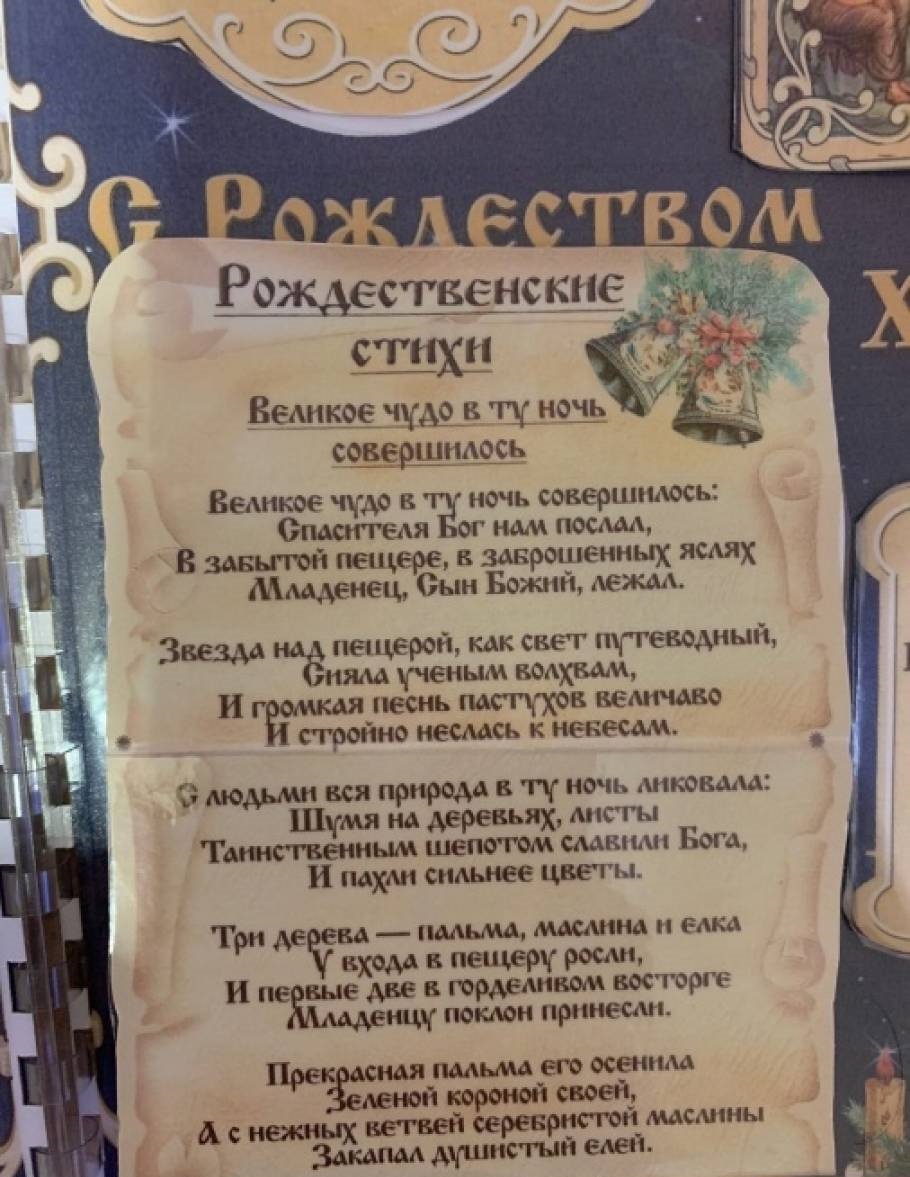 С Рождеством
Х
Рождественские
стихи
Великое чудо в ту ночь
совершилось
Великое чудо в ту ночь совершилось:
Спасителя Бог нам послал,
В забытой пещере, в заброшенных яслях
Младенец, Сын Божий, лежал.
Звезда над пещерой, как свет путеводный,
Сияла ученым волхвам,
И громкая песнь пастухов величаво
И стройно неслась к небесам.
С людьми вся природа в ту ночь ликовала:
Шумя на деревьях, листы
Таинственным шепотом славили Бога,
И пахли сильнее цветы.
Три дерева — пальма, маслина и елка
У входа в пещеру росли,
И первые две в горделивом восторге
Младенцу поклон принесли.
Прекрасная пальма его осенила
Зеленой короной своей,
А с нежных ветвей серебристой маслины
Закапал душистый елей.